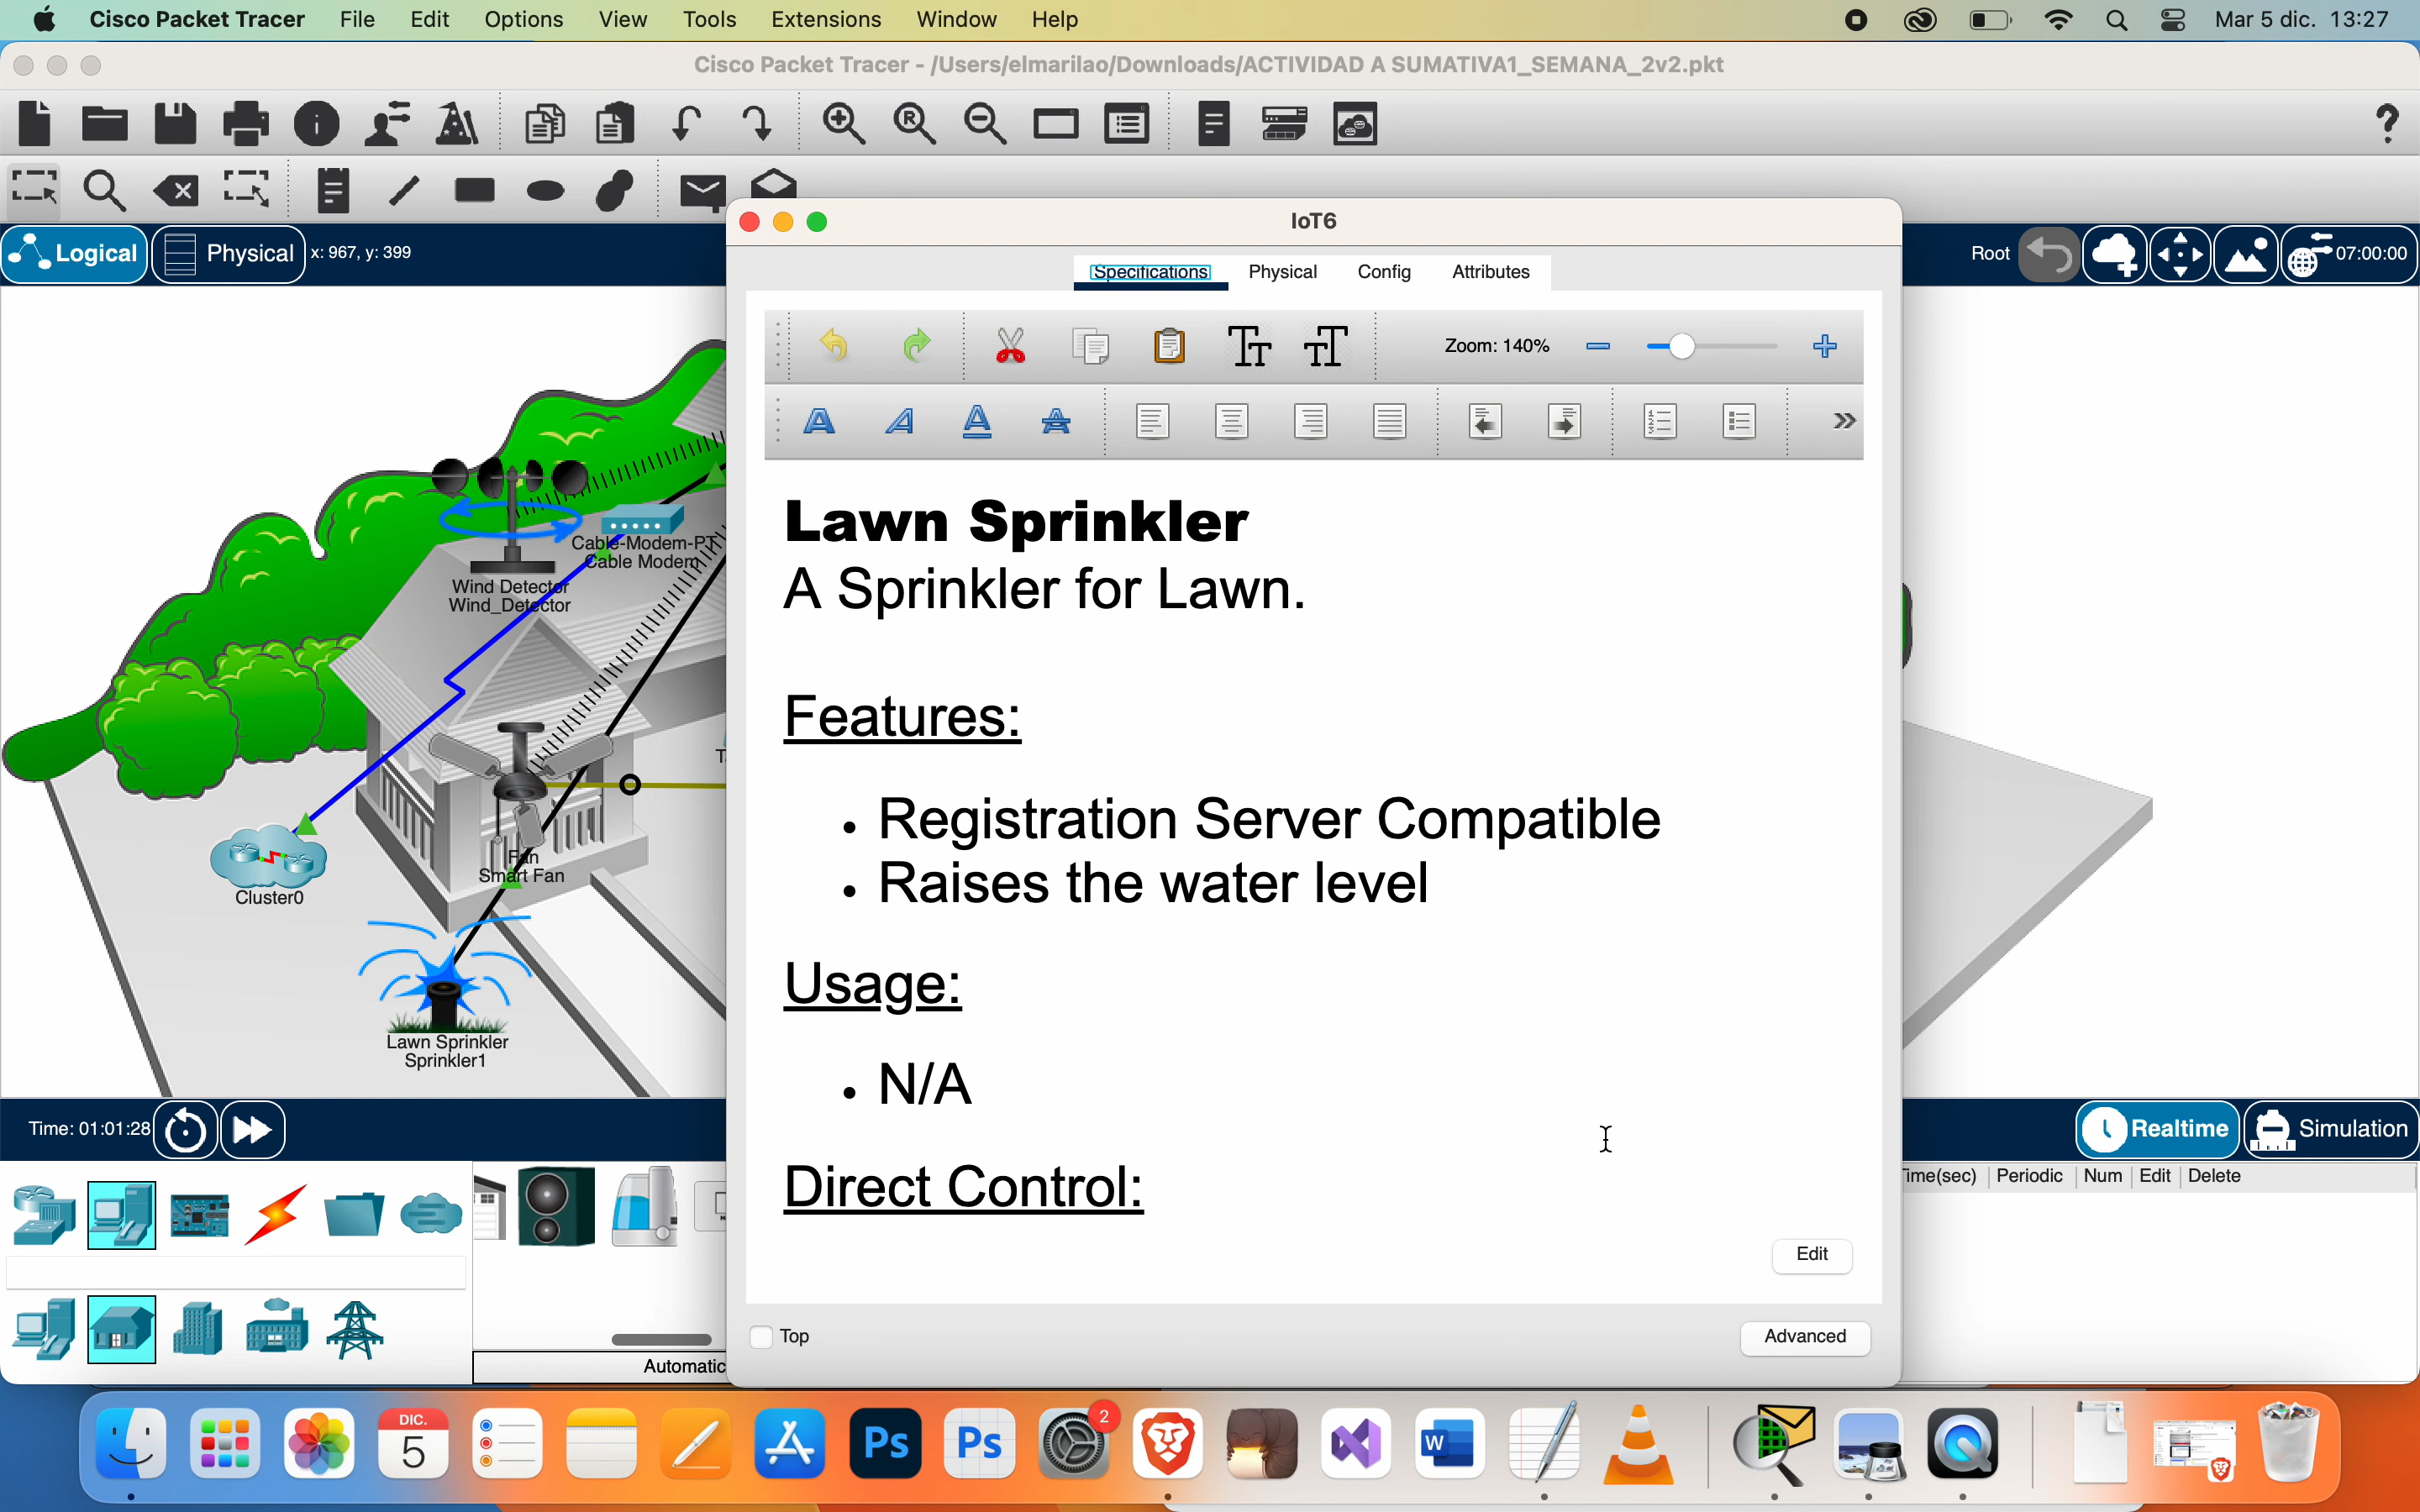 Cisco Packet Tracer File Edit Options View Tools Extensions Window Help Mar 5 dic. 13:27
Cisco Packet Tracer - /Users/elmarilao/Downloads/ACTIVIDAD A SUMATIVA1_SEMANA_2v2.pkt
Logical Physical x: 967, y: 399
Root 07:00:00
IoT6
Specifications Physical Config Attributes
Zoom: 140%
Lawn Sprinkler
A Sprinkler for Lawn.
Features:
• Registration Server Compatible
• Raises the water level
Usage:
• N/A
Direct Control:
Edit
Top
Advanced
Cable-Modem-PT
Cable Modem
Wind Detector
Wind_Detector
Fan
Smart Fan
Cluster0
Lawn Sprinkler
Sprinkler1
Time: 01:01:28
Realtime Simulation
Time(sec) Periodic Num Edit Delete
Automatic
DIC.
5
Ps
Ps
2
W